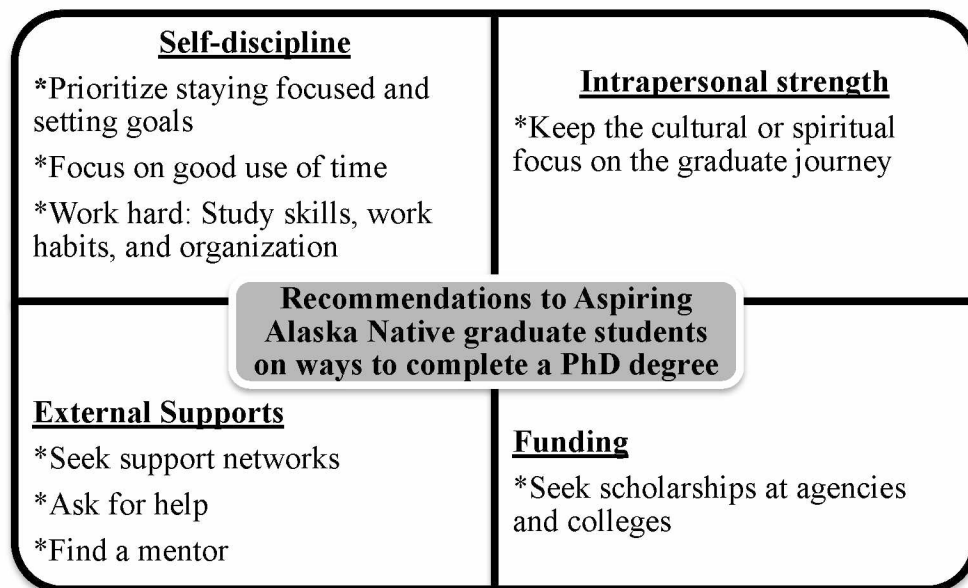 Self-discipline
*Prioritize staying focused and
setting goals
*Focus on good use of time
*Work hard: Study skills, work
habits, and organization
Intrapersonal strength
*Keep the cultural or spiritual
focus on the graduate journey
Recommendations to Aspiring
Alaska Native graduate students
on ways to complete a PhD degree
External Supports
*Seek support networks
*Ask for help
*Find a mentor
Funding
*Seek scholarships at agencies
and colleges